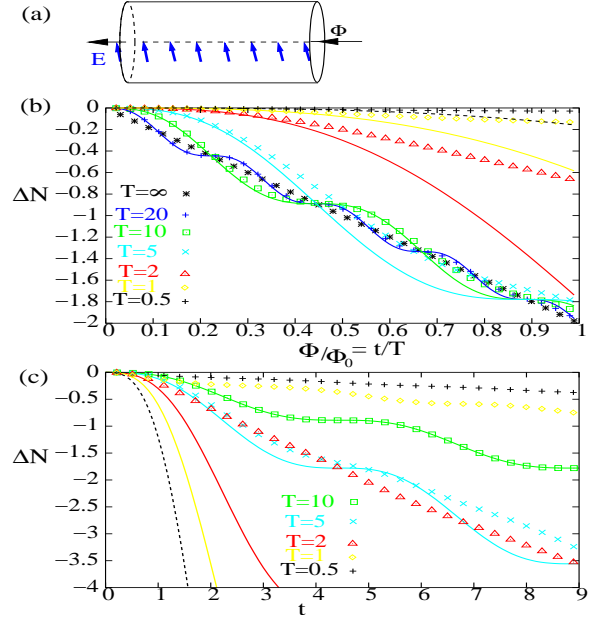 (a)
E
Φ
(b)
0
−0.2
−0.4
−0.6
−0.8
−1
−1.2
−1.4
−1.6
−1.8
−2
ΔN
T=∞
T=20
T=10
T=5
T=2
T=1
T=0.5
0 0.1 0.2 0.3 0.4 0.5 0.6 0.7 0.8 0.9 1
Φ/Φ₀ = t/T
(c)
0
−0.5
−1
−1.5
−2
−2.5
−3
−3.5
−4
ΔN
T=10
T=5
T=2
T=1
T=0.5
0 1 2 3 4 5 6 7 8 9
t